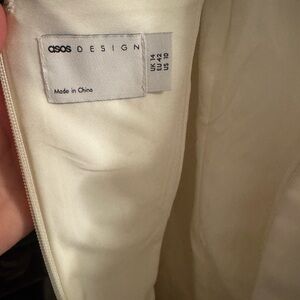 asos DESIGN
Made in China
UK 14
EU 42
US 10